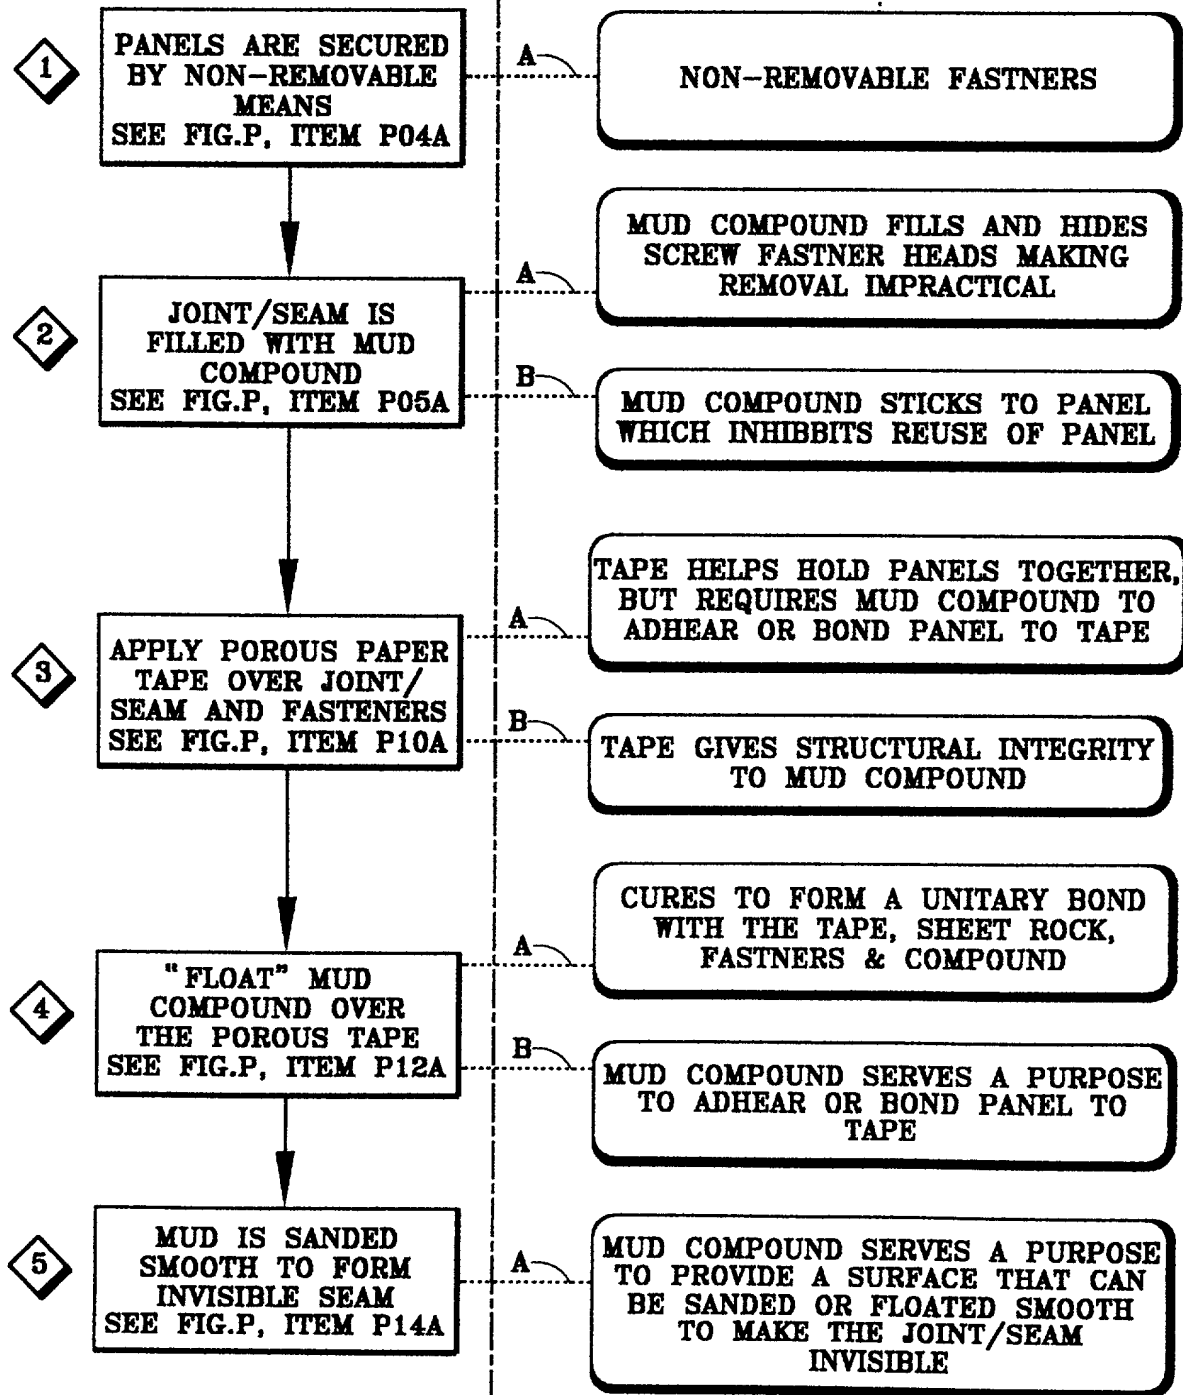 1
PANELS ARE SECURED
BY NON-REMOVABLE
MEANS
SEE FIG.P, ITEM P04A
A
NON-REMOVABLE FASTNERS
2
JOINT/SEAM IS
FILLED WITH MUD
COMPOUND
SEE FIG.P, ITEM P05A
A
MUD COMPOUND FILLS AND HIDES
SCREW FASTNER HEADS MAKING
REMOVAL IMPRACTICAL
B
MUD COMPOUND STICKS TO PANEL
WHICH INHIBBITS REUSE OF PANEL
3
APPLY POROUS PAPER
TAPE OVER JOINT/
SEAM AND FASTENERS
SEE FIG.P, ITEM P10A
A
TAPE HELPS HOLD PANELS TOGETHER,
BUT REQUIRES MUD COMPOUND TO
ADHEAR OR BOND PANEL TO TAPE
B
TAPE GIVES STRUCTURAL INTEGRITY
TO MUD COMPOUND
4
"FLOAT" MUD
COMPOUND OVER
THE POROUS TAPE
SEE FIG.P, ITEM P12A
A
CURES TO FORM A UNITARY BOND
WITH THE TAPE, SHEET ROCK,
FASTNERS & COMPOUND
B
MUD COMPOUND SERVES A PURPOSE
TO ADHEAR OR BOND PANEL TO
TAPE
5
MUD IS SANDED
SMOOTH TO FORM
INVISIBLE SEAM
SEE FIG.P, ITEM P14A
A
MUD COMPOUND SERVES A PURPOSE
TO PROVIDE A SURFACE THAT CAN
BE SANDED OR FLOATED SMOOTH
TO MAKE THE JOINT/SEAM
INVISIBLE